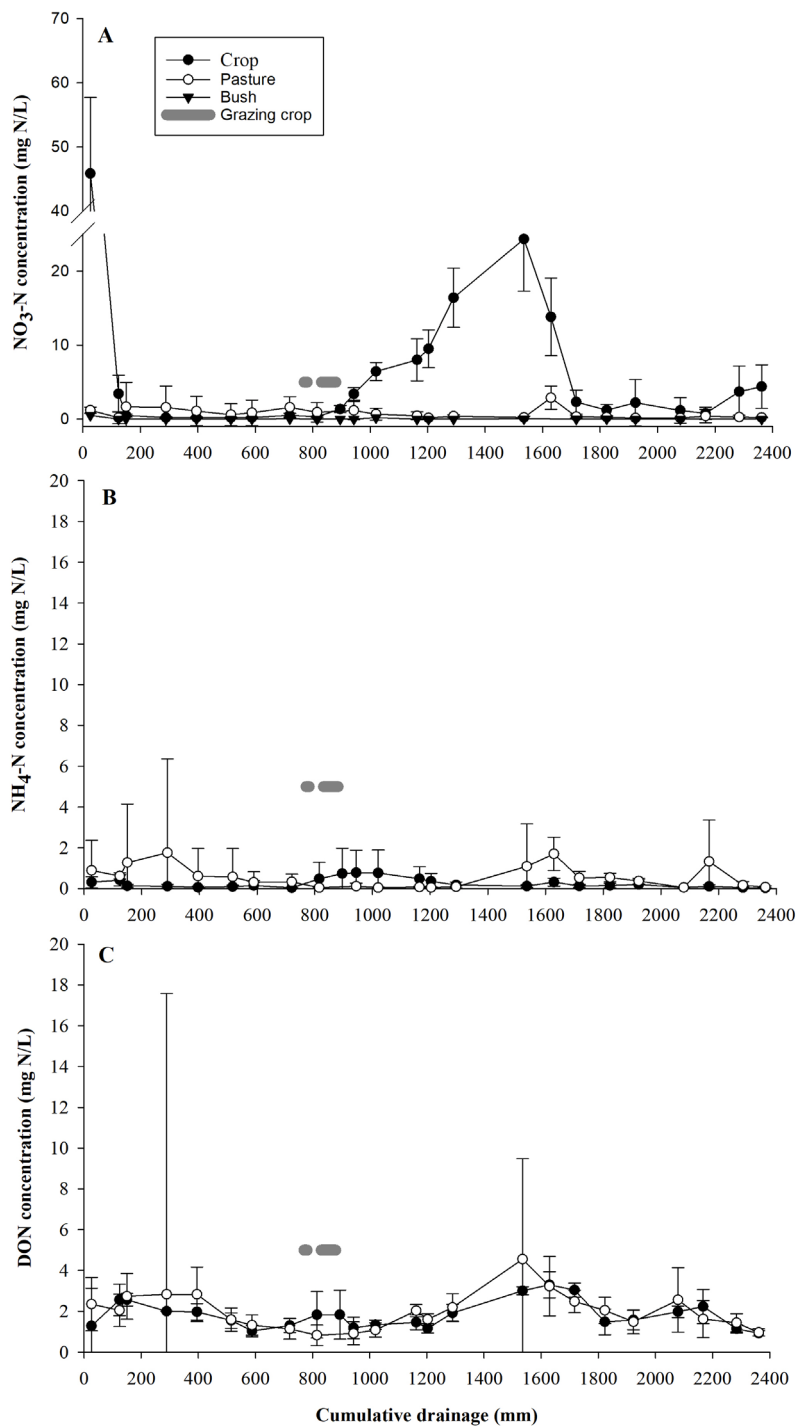 A
Crop
Pasture
Bush
Grazing crop
NO3-N concentration (mg N/L)
70
60
50
40
20
10
0
0 200 400 600 800 1000 1200 1400 1600 1800 2000 2200 2400
B
NH4-N concentration (mg N/L)
20
18
16
14
12
10
8
6
4
2
0
0 200 400 600 800 1000 1200 1400 1600 1800 2000 2200 2400
C
DON concentration (mg N/L)
20
18
16
14
12
10
8
6
4
2
0
0 200 400 600 800 1000 1200 1400 1600 1800 2000 2200 2400
Cumulative drainage (mm)